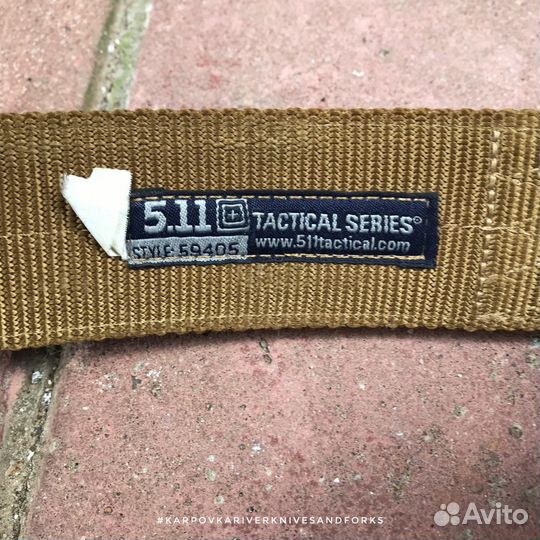 5.11 TACTICAL SERIES®
STYLE: 59405 www.511tactical.com
#KARPOVKARIVERKNIVESANDFORKS
Avito